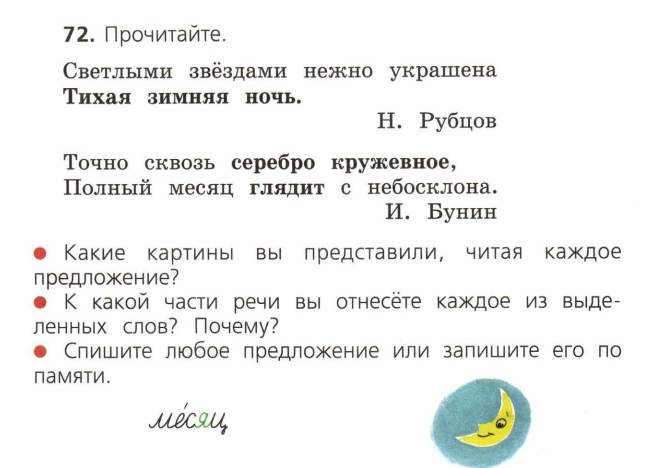 72. Прочитайте.
Светлыми звёздами нежно украшена
Тихая зимняя ночь.
Н. Рубцов
Точно сквозь серебро кружевное,
Полный месяц глядит с небосклона.
И. Бунин
● Какие картины вы представили, читая каждое
предложение?
● К какой части речи вы отнесёте каждое из выде-
ленных слов? Почему?
● Спишите любое предложение или запишите его по
памяти.
ме́сяц